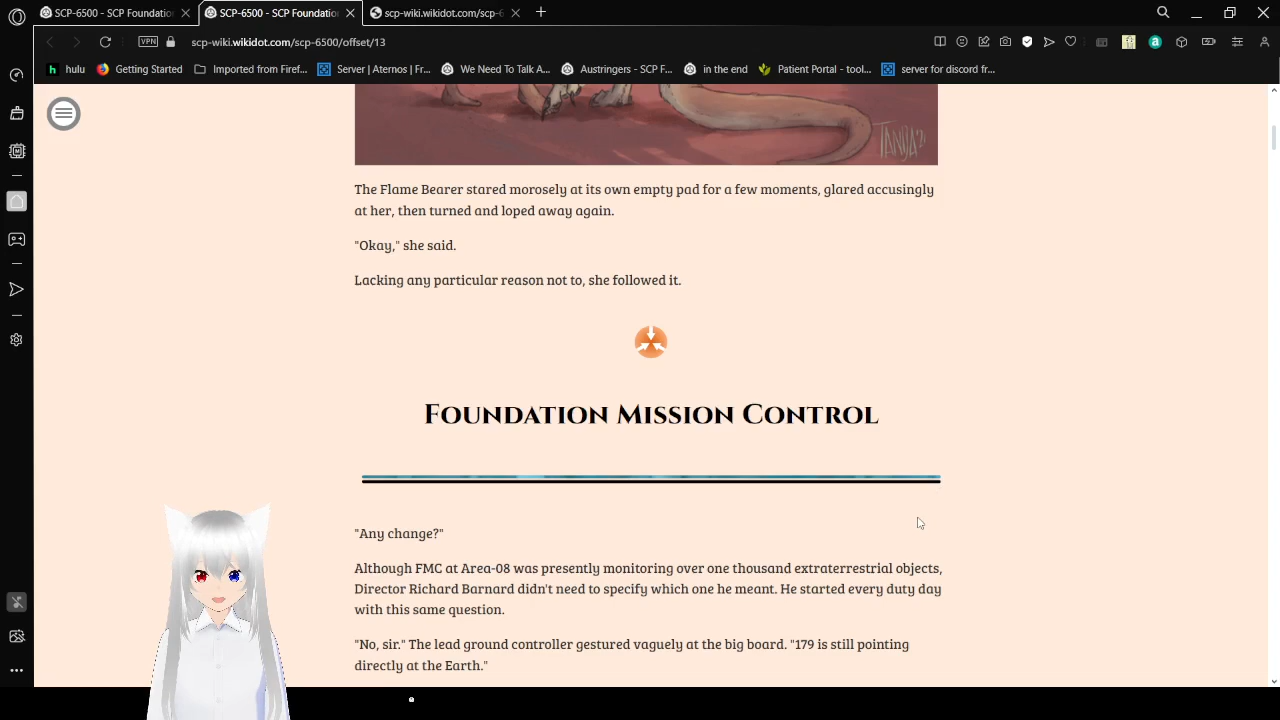 SCP-6500 - SCP Foundation
SCP-6500 - SCP Foundatio
scp-wiki.wikidot.com/scp-6
VPN
scp-wiki.wikidot.com/scp-6500/offset/13
hulu
Getting Started
Imported from Firef...
Server | Aternos | Fr...
We Need To Talk A...
Austringers - SCP F...
in the end
Patient Portal - tool...
server for discord fr...
TANJA '21
The Flame Bearer stared morosely at its own empty pad for a few moments, glared accusingly
at her, then turned and loped away again.
"Okay," she said.
Lacking any particular reason not to, she followed it.
Foundation Mission Control
"Any change?"
Although FMC at Area-08 was presently monitoring over one thousand extraterrestrial objects,
Director Richard Barnard didn't need to specify which one he meant. He started every duty day
with this same question.
"No, sir." The lead ground controller gestured vaguely at the big board. "179 is still pointing
directly at the Earth."